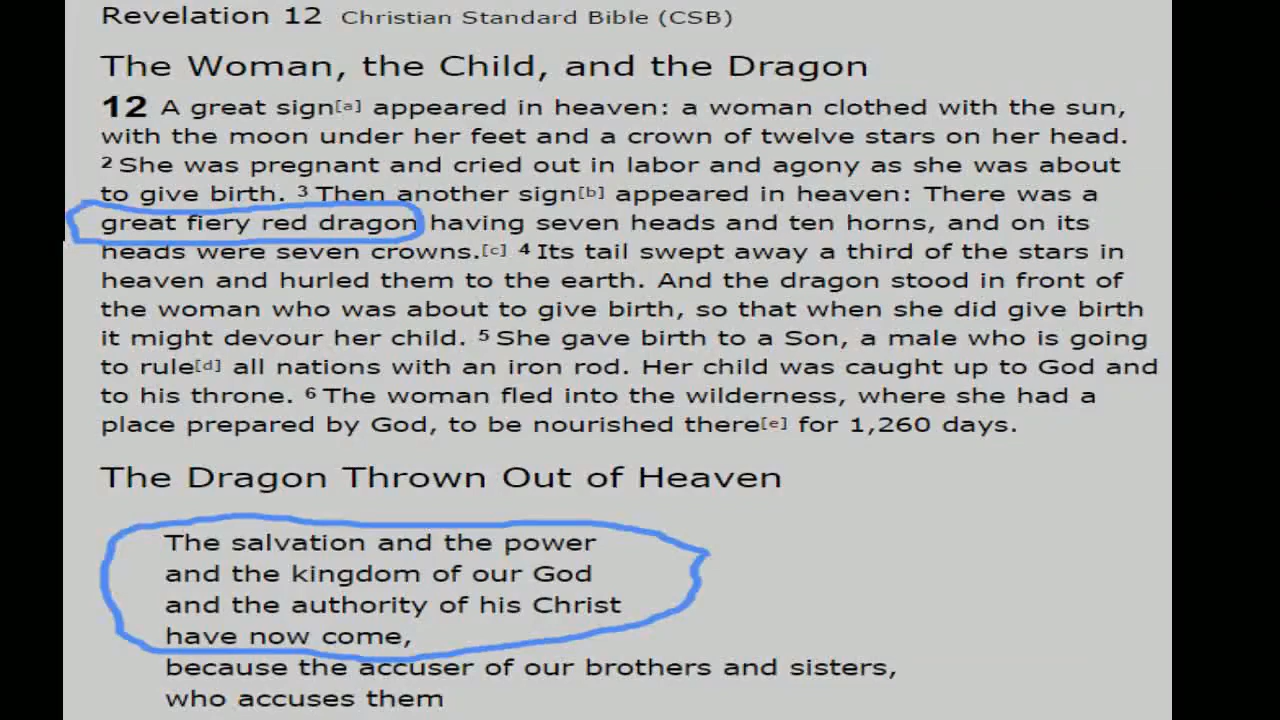 Revelation 12 Christian Standard Bible (CSB)
The Woman, the Child, and the Dragon
12 A great sign[a] appeared in heaven: a woman clothed with the sun,
with the moon under her feet and a crown of twelve stars on her head.
2 She was pregnant and cried out in labor and agony as she was about
to give birth. 3 Then another sign[b] appeared in heaven: There was a
great fiery red dragon having seven heads and ten horns, and on its
heads were seven crowns.[c] 4 Its tail swept away a third of the stars in
heaven and hurled them to the earth. And the dragon stood in front of
the woman who was about to give birth, so that when she did give birth
it might devour her child. 5 She gave birth to a Son, a male who is going
to rule[d] all nations with an iron rod. Her child was caught up to God and
to his throne. 6 The woman fled into the wilderness, where she had a
place prepared by God, to be nourished there[e] for 1,260 days.
The Dragon Thrown Out of Heaven
The salvation and the power
and the kingdom of our God
and the authority of his Christ
have now come,
because the accuser of our brothers and sisters,
who accuses them